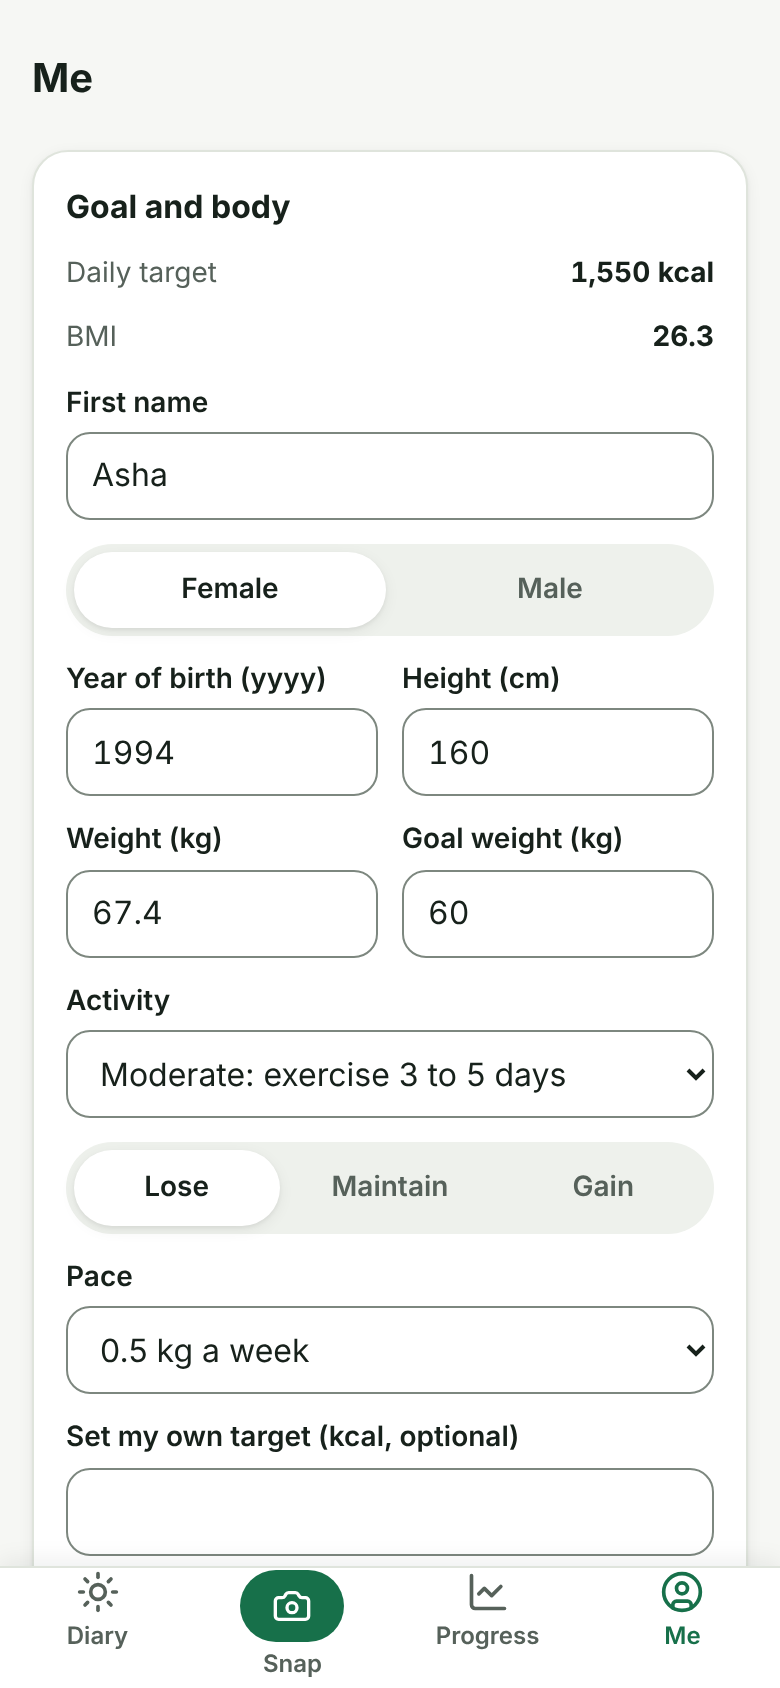 Me
Goal and body
Daily target 1,550 kcal
BMI 26.3
First name
Asha
Female Male
Year of birth (yyyy) Height (cm)
1994 160
Weight (kg) Goal weight (kg)
67.4 60
Activity
Moderate: exercise 3 to 5 days
Lose Maintain Gain
Pace
0.5 kg a week
Set my own target (kcal, optional)
Diary Snap Progress Me